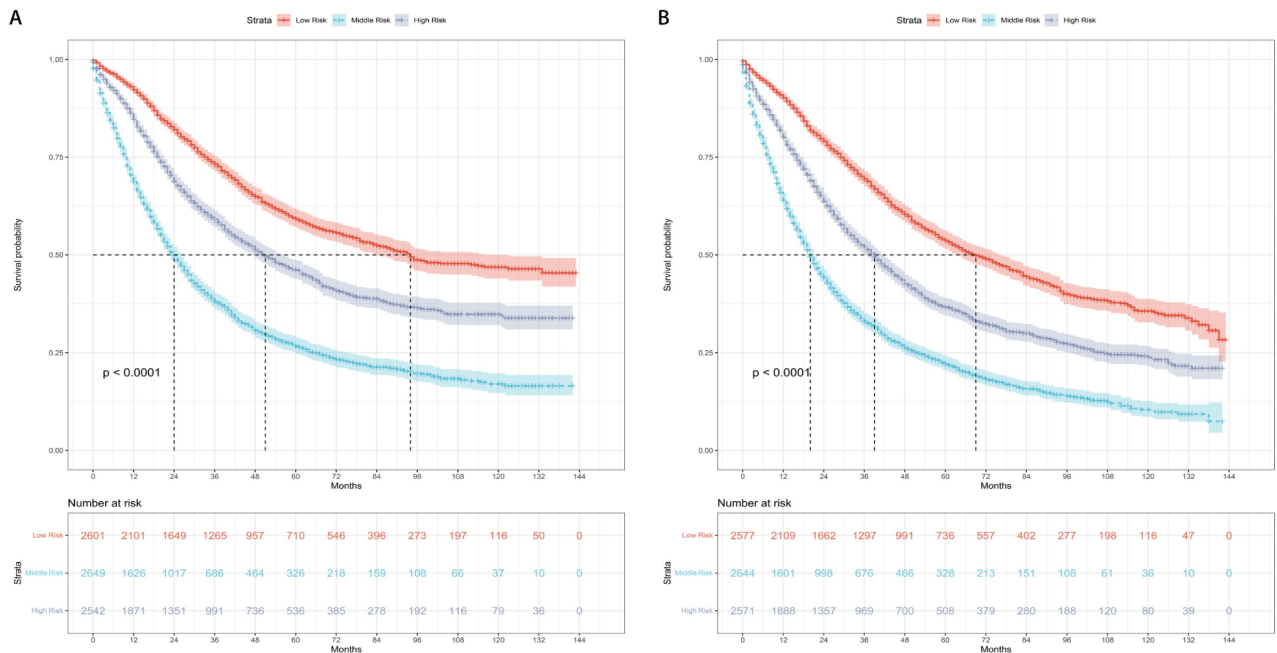 A
Strata Low Risk Middle Risk High Risk
1.00
0.75
0.50
0.25
0.00
Survival probability
p < 0.0001
0 12 24 36 48 60 72 84 96 108 120 132 144
Months
Number at risk
Strata
Low Risk 2601 2101 1649 1265 957 710 546 396 273 197 116 50 0
Middle Risk 2649 1626 1017 686 464 326 218 159 108 66 37 10 0
High Risk 2542 1871 1351 991 736 536 385 278 192 116 79 36 0
0 12 24 36 48 60 72 84 96 108 120 132 144
Months
B
Strata Low Risk Middle Risk High Risk
1.00
0.75
0.50
0.25
0.00
Survival probability
p < 0.0001
0 12 24 36 48 60 72 84 96 108 120 132 144
Months
Number at risk
Strata
Low Risk 2577 2109 1662 1297 991 736 557 402 277 198 116 47 0
Middle Risk 2644 1601 998 676 466 328 213 151 108 61 36 10 0
High Risk 2571 1888 1357 969 700 508 379 280 188 120 80 39 0
0 12 24 36 48 60 72 84 96 108 120 132 144
Months